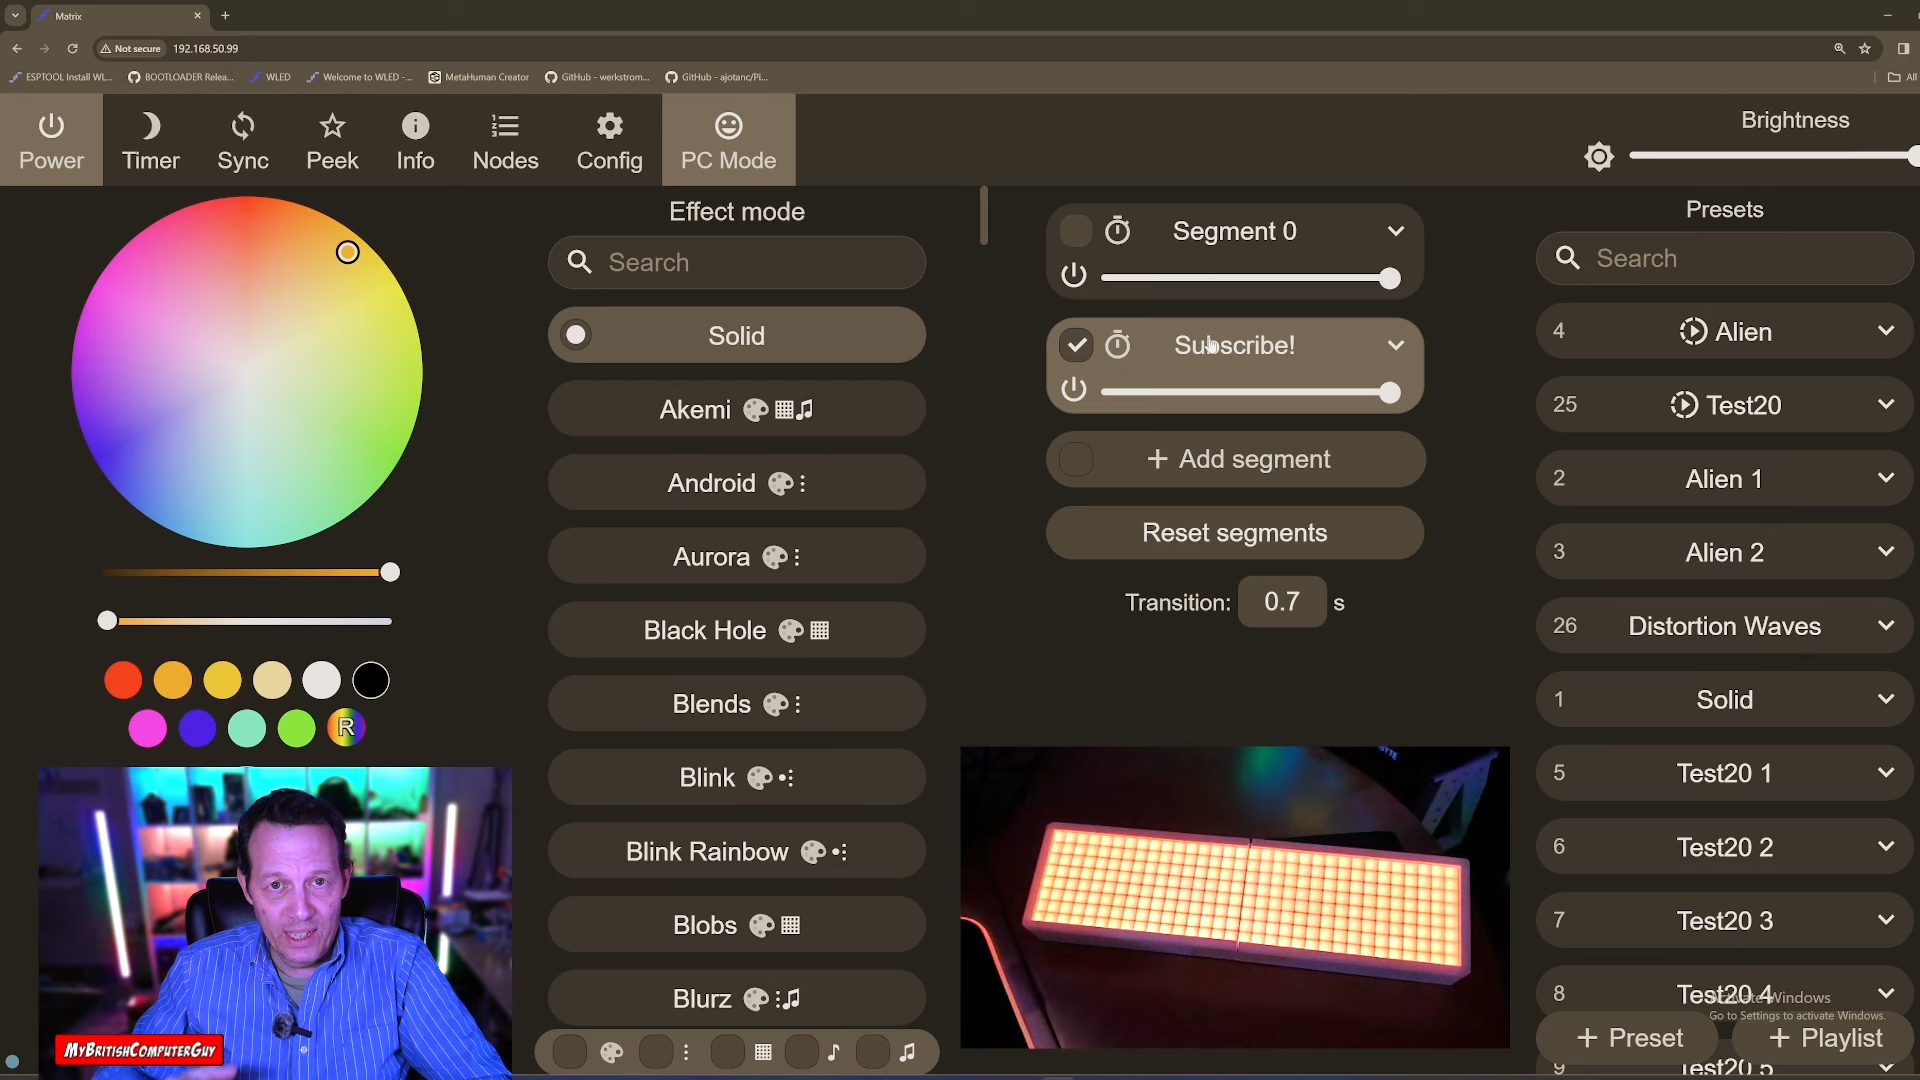 Matrix
Not secure
192.168.50.99
ESPTOOL Install WL...
BOOTLOADER Relea...
WLED
Welcome to WLED -...
MetaHuman Creator
GitHub - werkstrom...
GitHub - ajotanc/Pi...
All
Power
Timer
Sync
Peek
Info
Nodes
Config
PC Mode
Brightness
R
Effect mode
Search
Solid
Akemi
Android
Aurora
Black Hole
Blends
Blink
Blink Rainbow
Blobs
Blurz
Segment 0
Subscribe!
+ Add segment
Reset segments
Transition: 0.7 s
Presets
Search
4 Alien
25 Test20
2 Alien 1
3 Alien 2
26 Distortion Waves
1 Solid
5 Test20 1
6 Test20 2
7 Test20 3
8 Test20 4
Activate Windows
Go to Settings to activate Windows.
+ Preset
+ Playlist
9 Test20 5
MyBritishComputerGuy